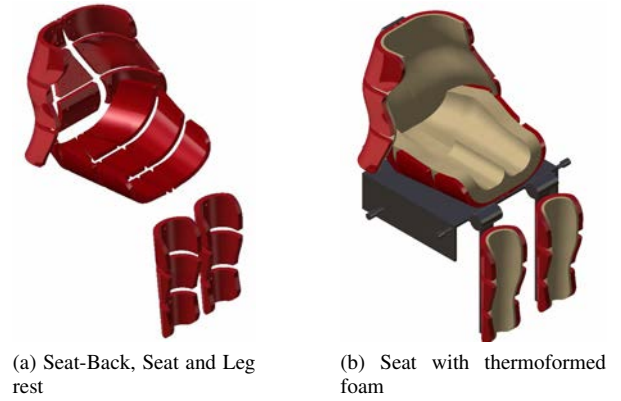 (a) Seat-Back, Seat and Leg
rest
(b) Seat with thermoformed
foam